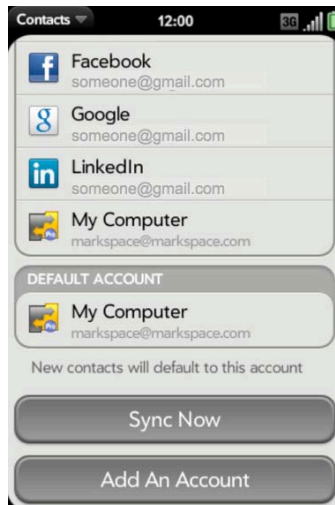 Contacts 12:00 3G
Facebook
someone@gmail.com
Google
someone@gmail.com
LinkedIn
someone@gmail.com
My Computer
markspace@markspace.com
DEFAULT ACCOUNT
My Computer
markspace@markspace.com
New contacts will default to this account
Sync Now
Add An Account